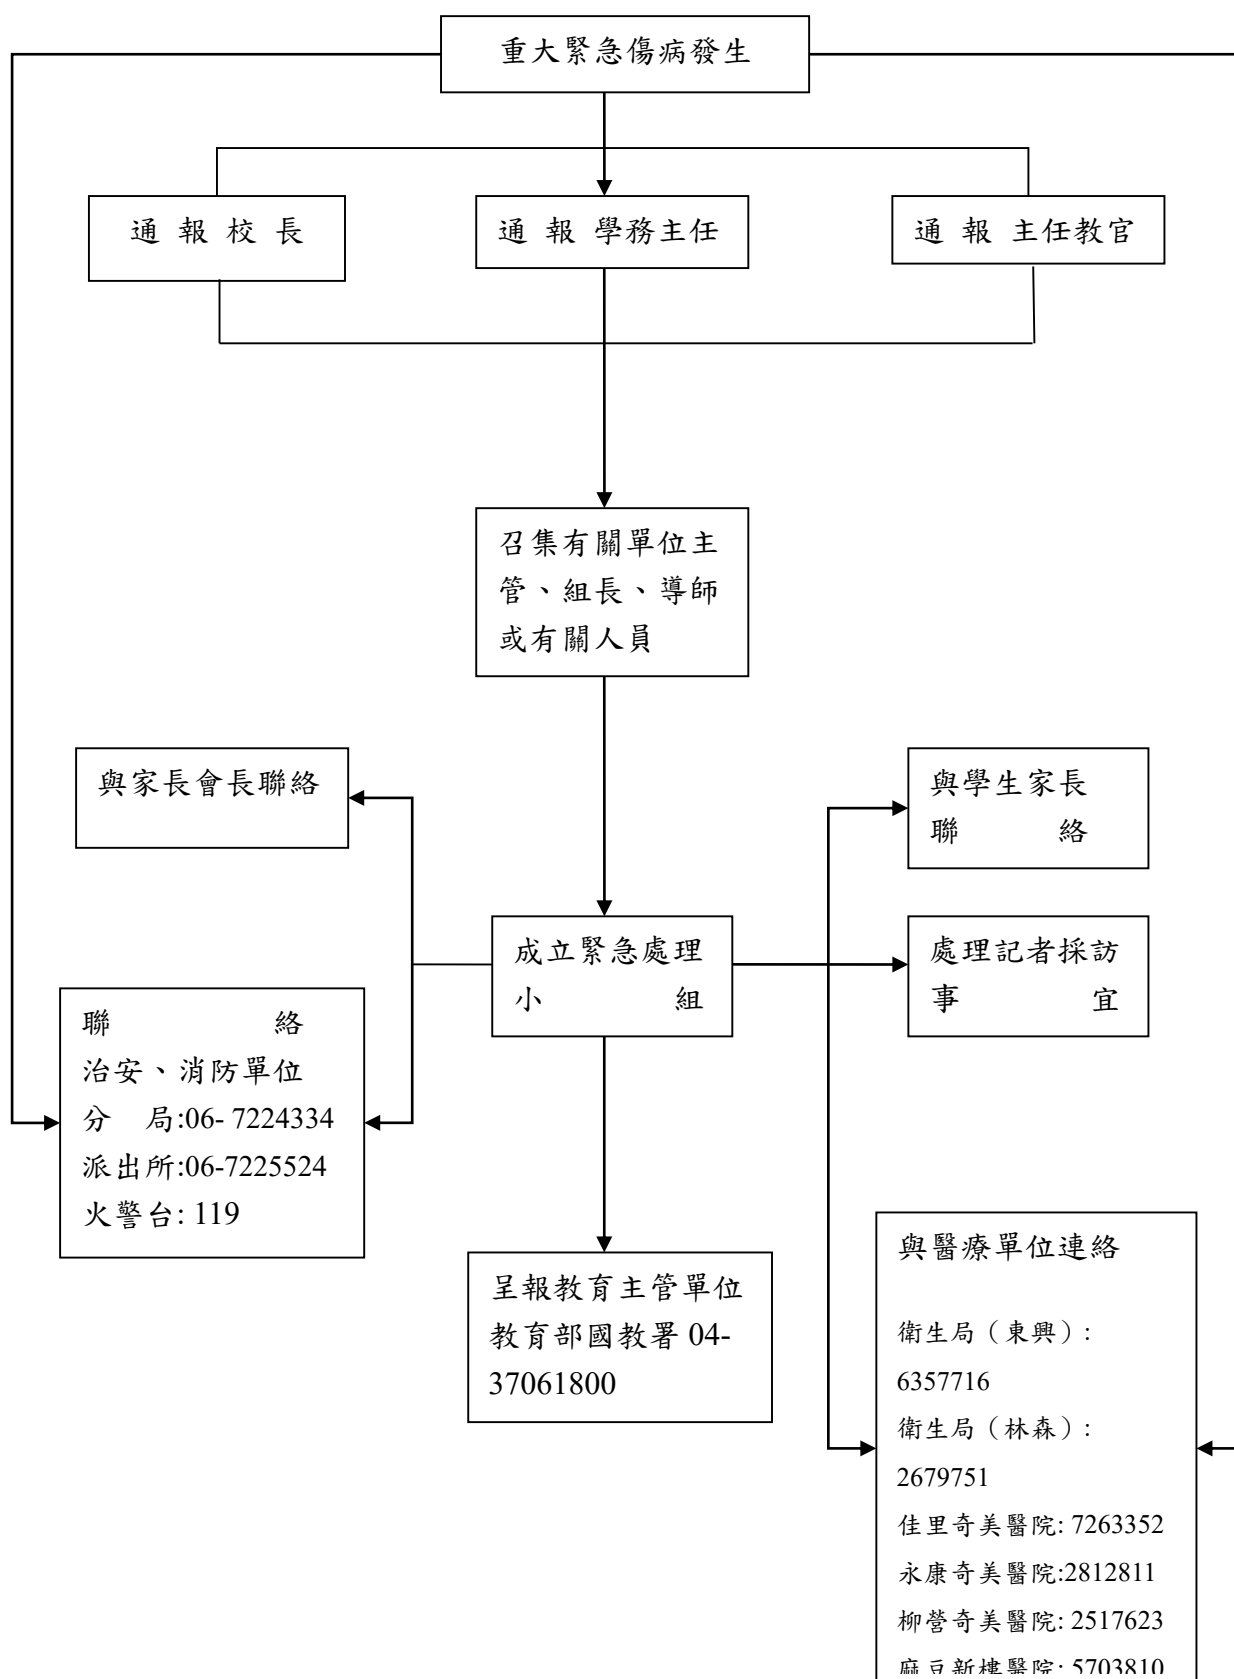 重大緊急傷病發生
通 報 校 長
通 報 學務主任
通 報 主任教官
召集有關單位主
管、組長、導師
或有關人員
與家長會長聯絡
與學生家長
聯 絡
成立緊急處理
小 組
處理記者採訪
事 宜
聯 絡
治安、消防單位
分 局:06- 7224334
派出所:06-7225524
火警台: 119
呈報教育主管單位
教育部國教署 04-
37061800
與醫療單位連絡
衛生局（東興）:
6357716
衛生局（林森）:
2679751
佳里奇美醫院: 7263352
永康奇美醫院:2812811
柳營奇美醫院: 2517623
麻豆新樓醫院: 5703810